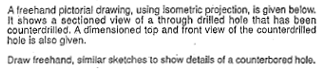 A freehand pictorial drawing, using isometric projection, is given below.
It shows a sectioned view of a through drilled hole that has been
counterdrilled. A dimensioned top and front view of the counterdrilled
hole is also given.
Draw freehand, similar sketches to show details of a counterbored hole.